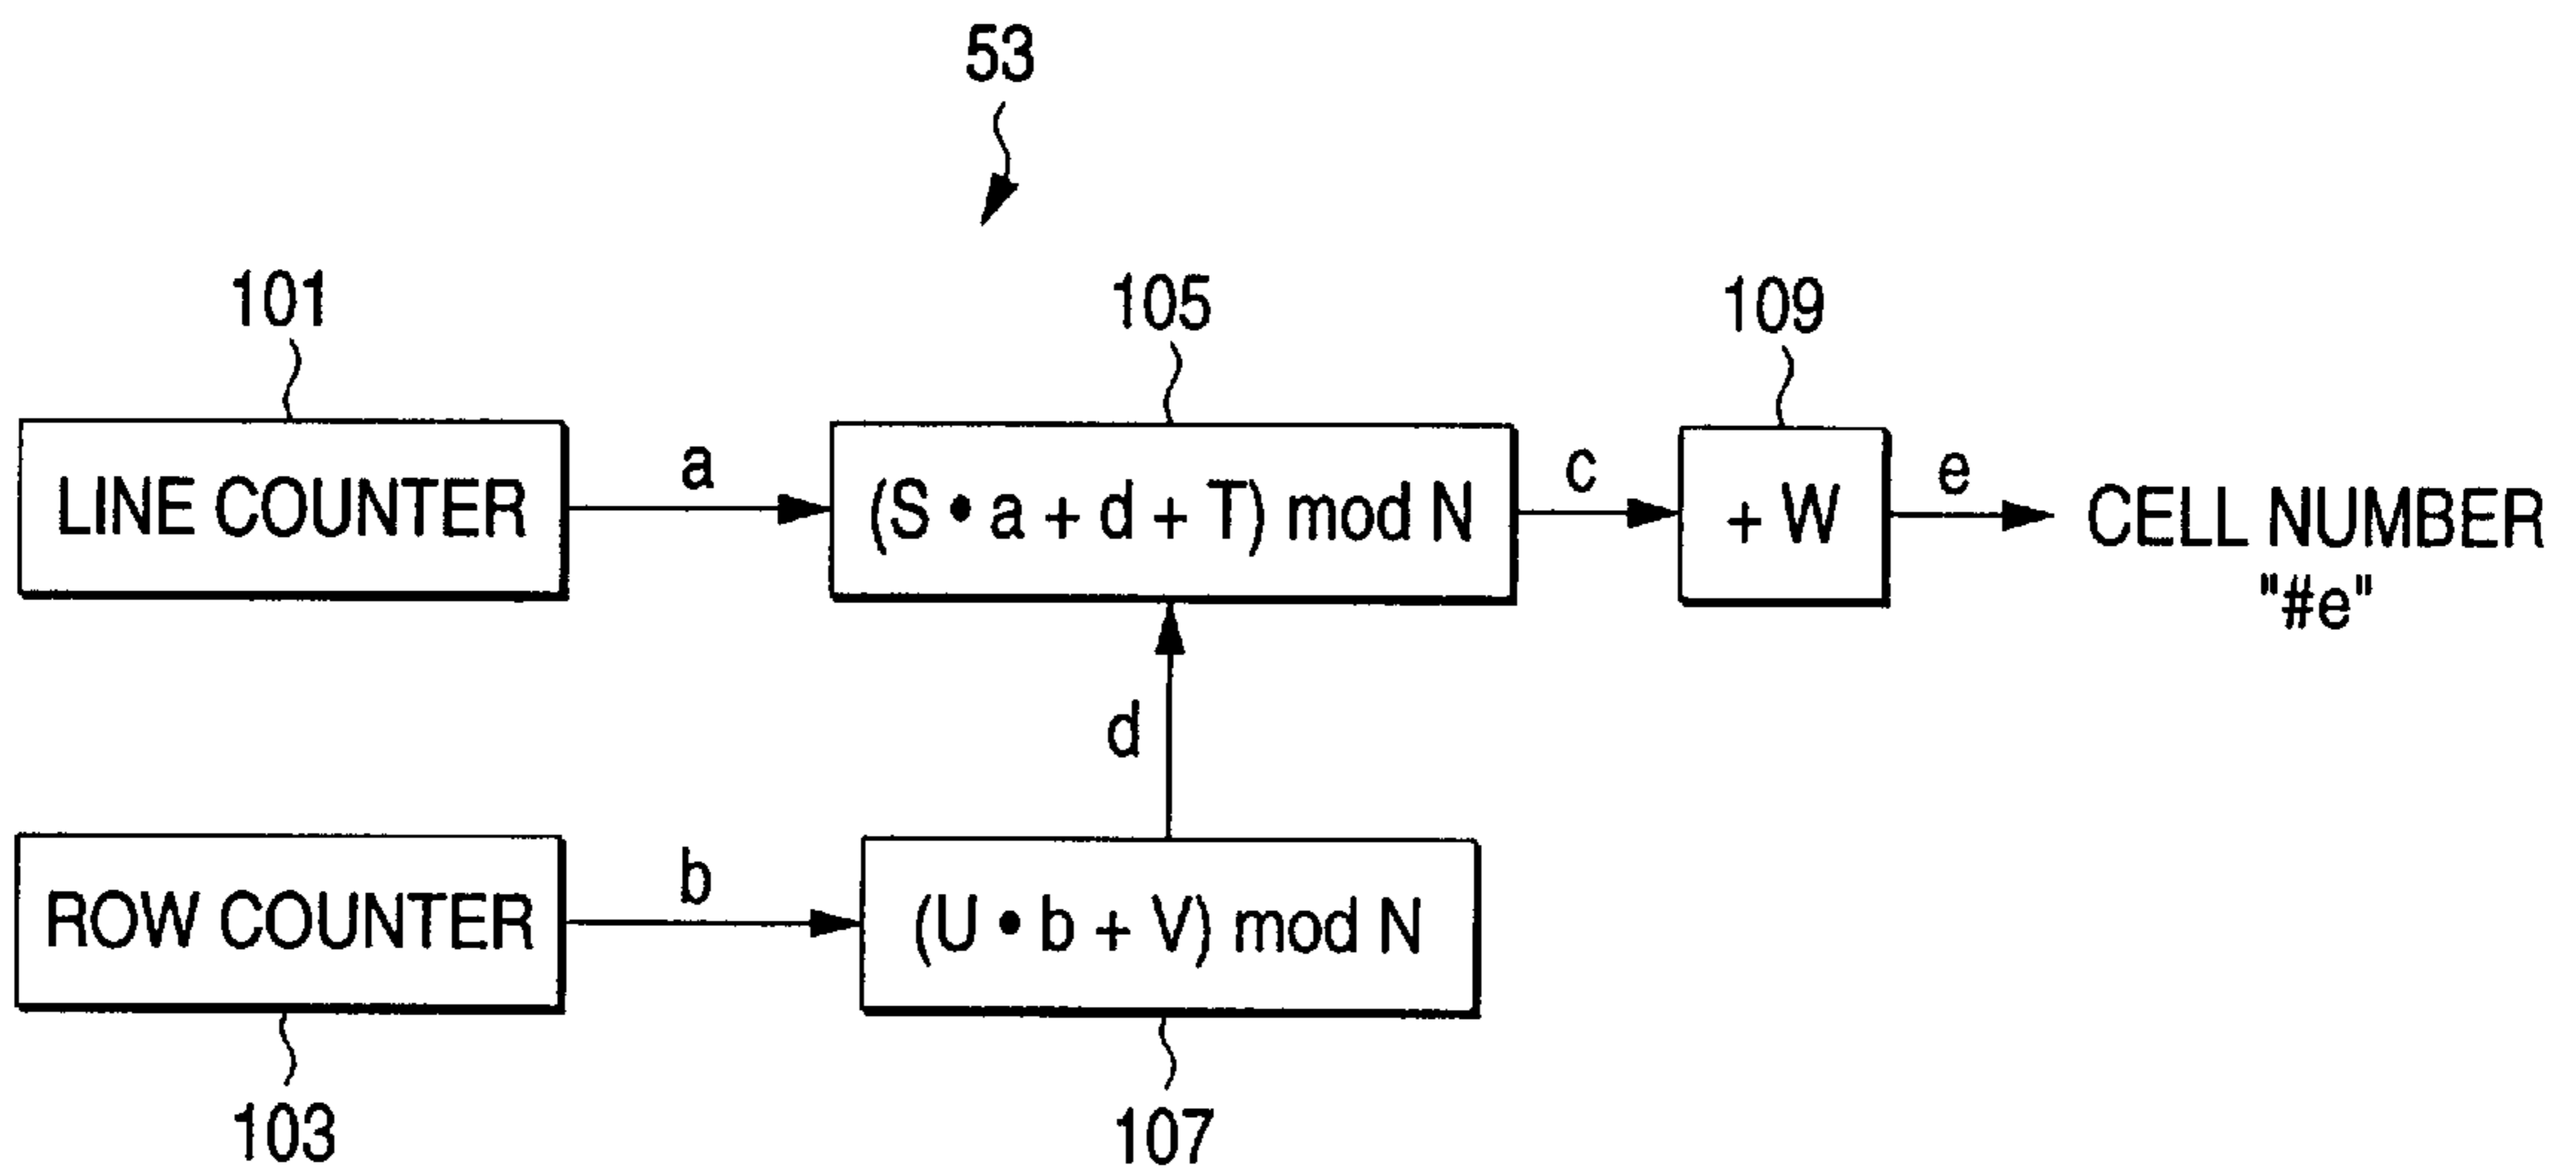 53
101
105
109
LINE COUNTER
a
(S • a + d + T) mod N
c
+ W
e
CELL NUMBER
"#e"
d
ROW COUNTER
b
(U • b + V) mod N
103
107